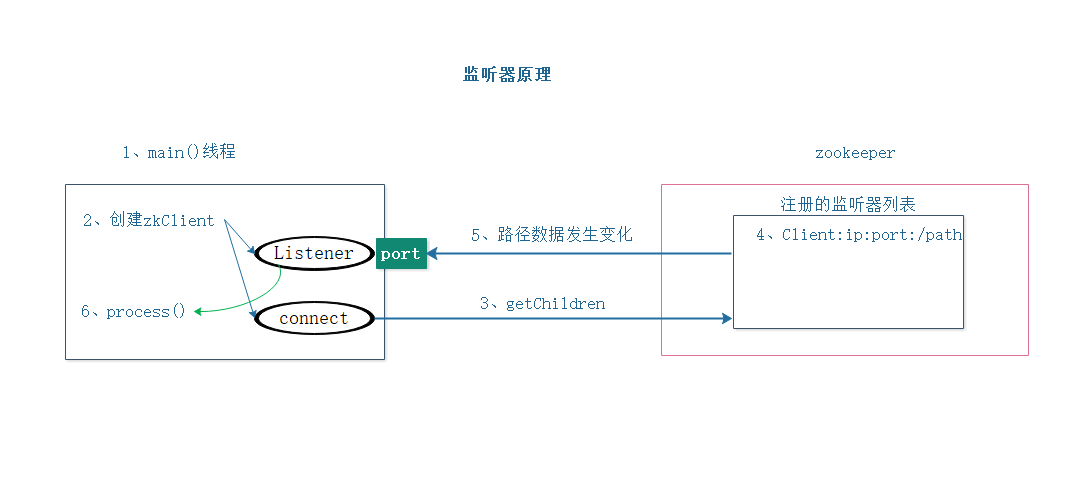 监听器原理
1、main()线程
zookeeper
注册的监听器列表
2、创建zkClient
4、Client:ip:port:/path
5、路径数据发生变化
Listener
port
3、getChildren
6、process()
connect